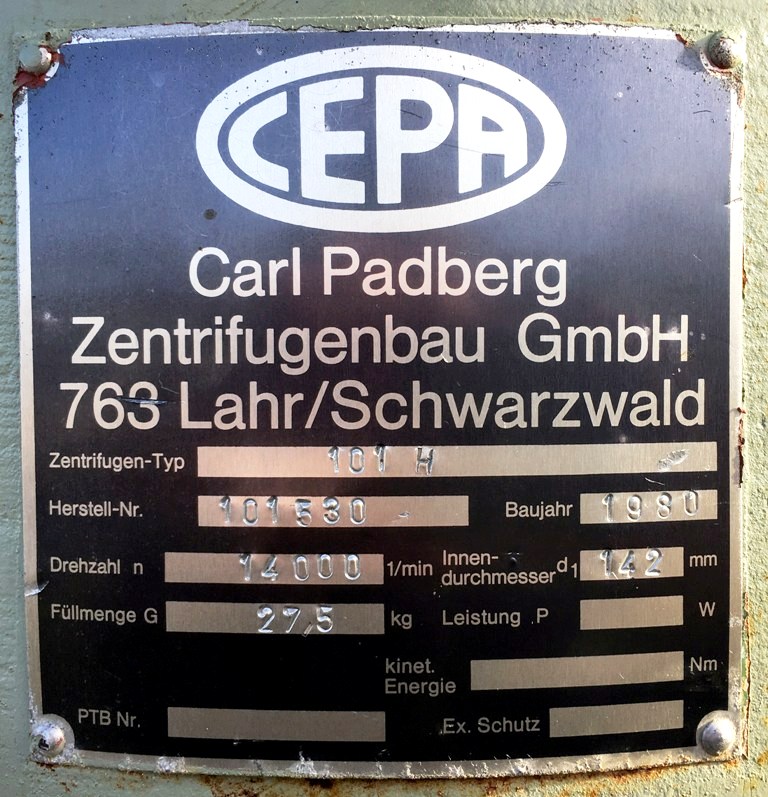 CEPA
Carl Padberg
Zentrifugenbau GmbH
763 Lahr/Schwarzwald
Zentrifugen-Typ 101 H
Herstell-Nr. 101530 Baujahr 1980
Drehzahl n 14000 1/min Innen-durchmesser d1 142 mm
Füllmenge G 27,5 kg Leistung P W
kinet. Energie Nm
PTB Nr. Ex. Schutz